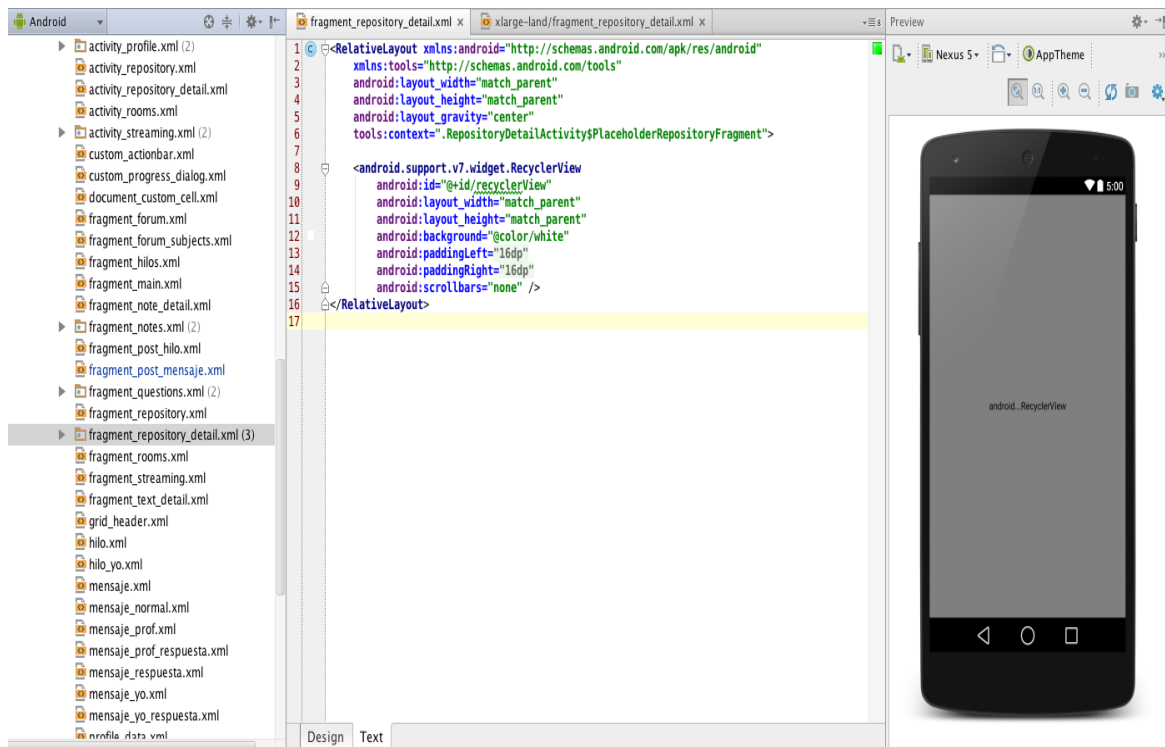 Android
fragment_repository_detail.xml
xlarge-land/fragment_repository_detail.xml
8
Preview
Nexus 5
AppTheme
activity_profile.xml (2)
activity_repository.xml
activity_repository_detail.xml
activity_rooms.xml
activity_streaming.xml (2)
custom_actionbar.xml
custom_progress_dialog.xml
document_custom_cell.xml
fragment_forum.xml
fragment_forum_subjects.xml
fragment_hilos.xml
fragment_main.xml
fragment_note_detail.xml
fragment_notes.xml (2)
fragment_post_hilo.xml
fragment_post_mensaje.xml
fragment_questions.xml (2)
fragment_repository.xml
fragment_repository_detail.xml (3)
fragment_rooms.xml
fragment_streaming.xml
fragment_text_detail.xml
grid_header.xml
hilo.xml
hilo_yo.xml
mensaje.xml
mensaje_normal.xml
mensaje_prof.xml
mensaje_prof_respuesta.xml
mensaje_respuesta.xml
mensaje_yo.xml
mensaje_yo_respuesta.xml
profile_data.xml
1 C <RelativeLayout xmlns:android="http://schemas.android.com/apk/res/android"
2 xmlns:tools="http://schemas.android.com/tools"
3 android:layout_width="match_parent"
4 android:layout_height="match_parent"
5 android:layout_gravity="center"
6 tools:context=".RepositoryDetailActivity$PlaceholderRepositoryFragment">
7
8 <android.support.v7.widget.RecyclerView
9 android:id="@+id/recyclerView"
10 android:layout_width="match_parent"
11 android:layout_height="match_parent"
12 android:background="@color/white"
13 android:paddingLeft="16dp"
14 android:paddingRight="16dp"
15 android:scrollbars="none" />
16 </RelativeLayout>
17
Design Text
5:00
android...RecyclerView